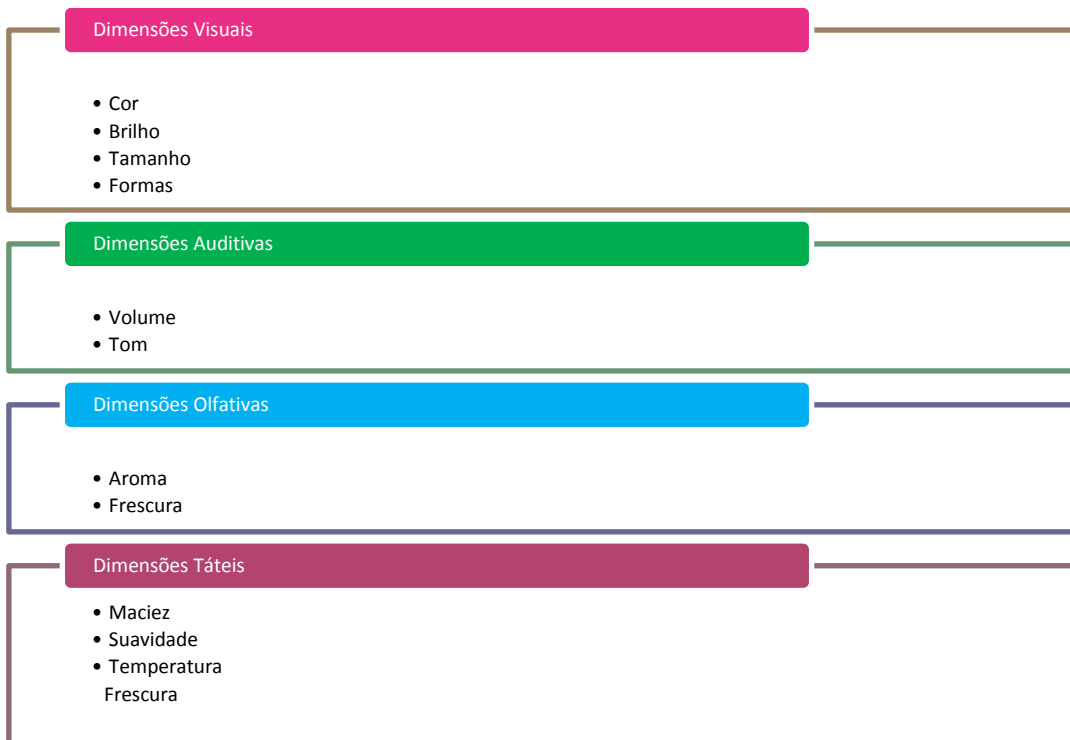 Dimensões Visuais
• Cor
• Brilho
• Tamanho
• Formas
Dimensões Auditivas
• Volume
• Tom
Dimensões Olfativas
• Aroma
• Frescura
Dimensões Táteis
• Maciez
• Suavidade
• Temperatura
Frescura